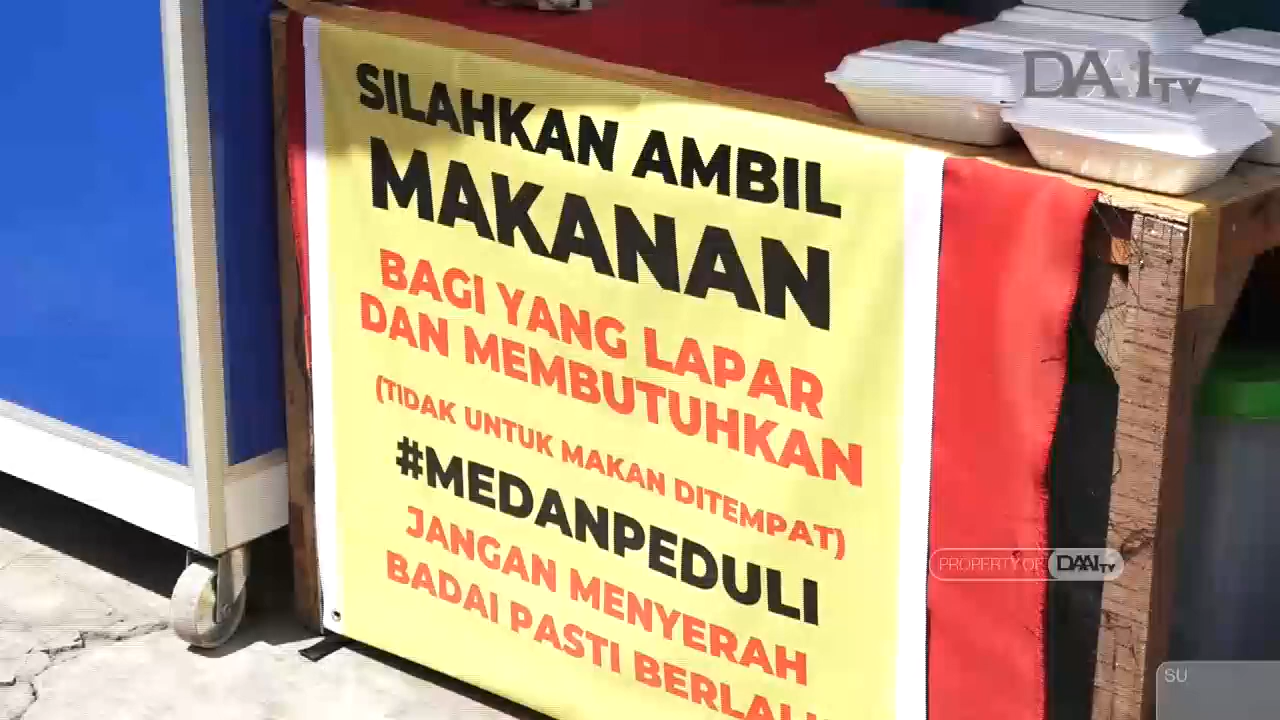 DAAI TV
SILAHKAN AMBIL
MAKANAN
BAGI YANG LAPAR
DAN MEMBUTUHKAN
(TIDAK UNTUK MAKAN DITEMPAT)
#MEDANPEDULI
JANGAN MENYERAH
BADAI PASTI BERLALU
PROPERTY OF DAAI TV
SU